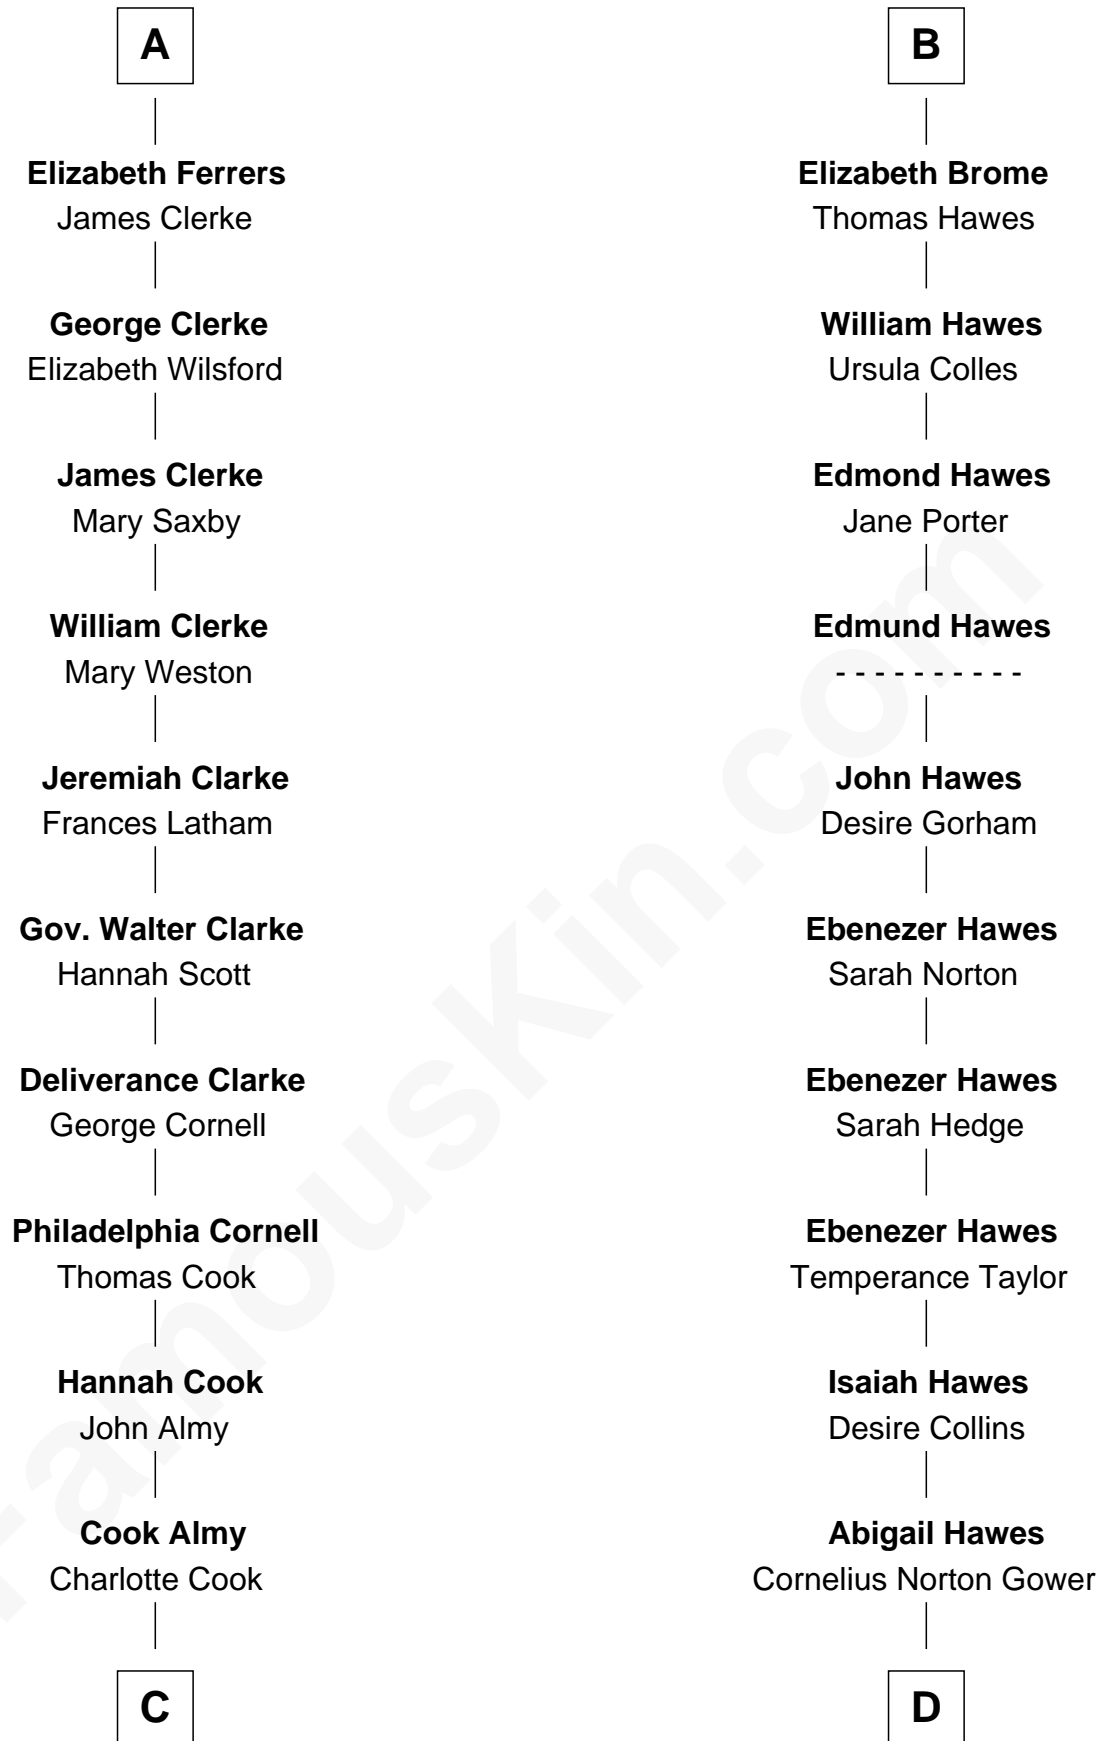 A
Elizabeth Ferrers
James Clerke
George Clerke
Elizabeth Wilsford
James Clerke
Mary Saxby
William Clerke
Mary Weston
Jeremiah Clarke
Frances Latham
Gov. Walter Clarke
Hannah Scott
Deliverance Clarke
George Cornell
Philadelphia Cornell
Thomas Cook
Hannah Cook
John Almy
Cook Almy
Charlotte Cook
C
B
Elizabeth Brome
Thomas Hawes
William Hawes
Ursula Colles
Edmond Hawes
Jane Porter
Edmund Hawes
- - - - - - - - - -
John Hawes
Desire Gorham
Ebenezer Hawes
Sarah Norton
Ebenezer Hawes
Sarah Hedge
Ebenezer Hawes
Temperance Taylor
Isaiah Hawes
Desire Collins
Abigail Hawes
Cornelius Norton Gower
D
FamousKin.com